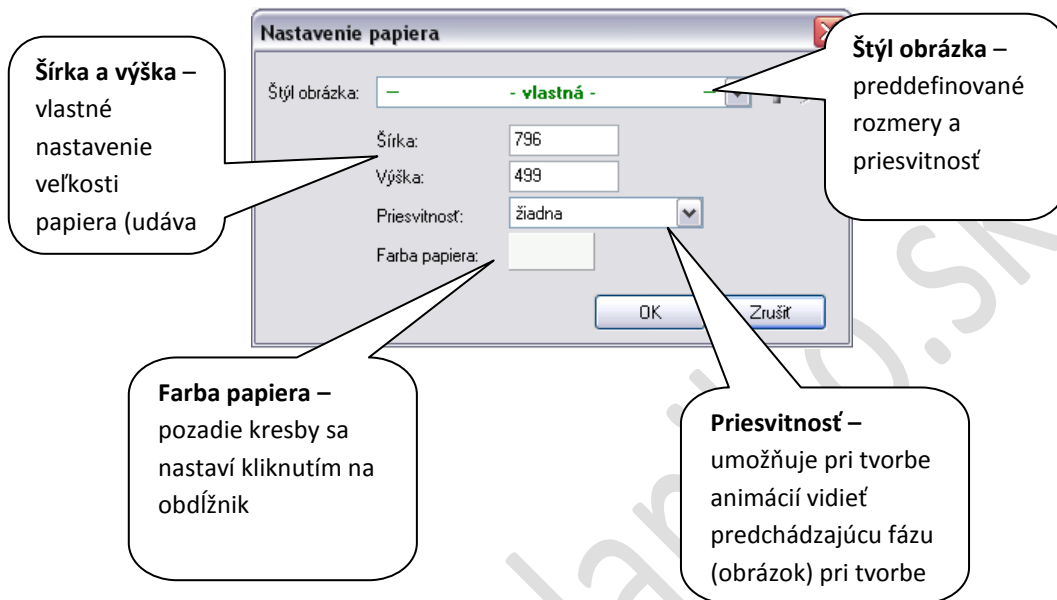 Nastavenie papiera
Šírka a výška –
vlastné
nastavenie
veľkosti
papiera (udáva
Štýl obrázka: — - vlastná - —
Šírka: 796
Výška: 499
Priesvitnosť: žiadna
Farba papiera:
OK Zrušiť
Štýl obrázka –
preddefinované
rozmery a
priesvitnosť
Farba papiera –
pozadie kresby sa
nastaví kliknutím na
obdĺžnik
Priesvitnosť –
umožňuje pri tvorbe
animácií vidieť
predchádzajúcu fázu
(obrázok) pri tvorbe